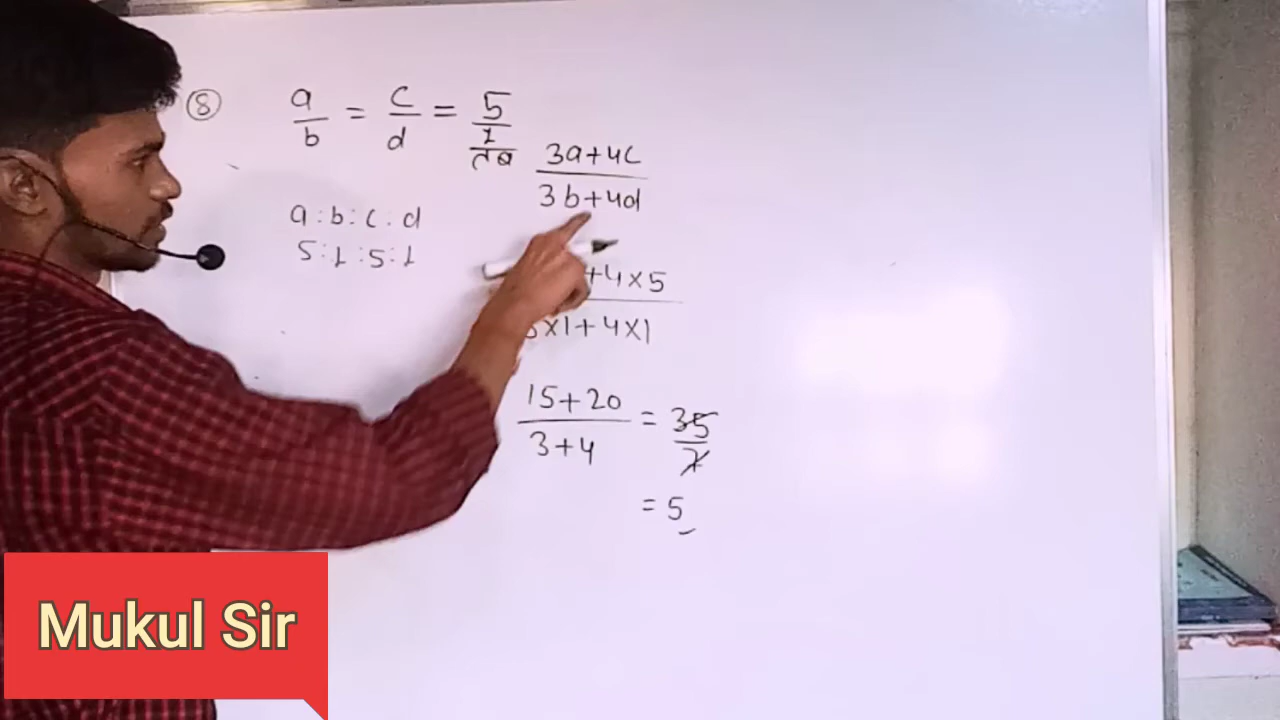 ⑧ a/b = c/d = 5/1 तब (3a+4c)/(3b+4d)
a : b : c : d
5 : 1 : 5 : 1
+4×5
×1+4×1
(15+20)/(3+4) = 35/7
= 5
Mukul Sir